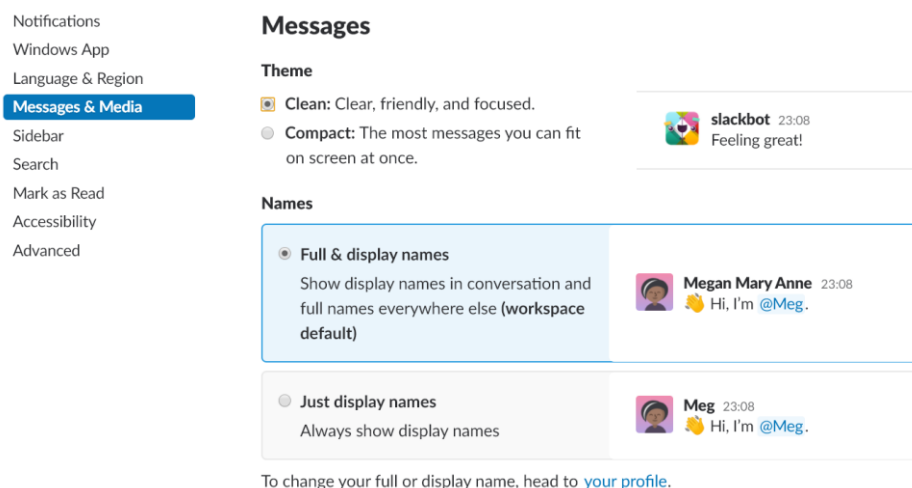 Notifications
Windows App
Language & Region
Messages & Media
Sidebar
Search
Mark as Read
Accessibility
Advanced
Messages
Theme
Clean: Clear, friendly, and focused.
Compact: The most messages you can fit
on screen at once.
slackbot 23:08
Feeling great!
Names
Full & display names
Show display names in conversation and
full names everywhere else (workspace
default)
Megan Mary Anne 23:08
👋 Hi, I'm @Meg.
Just display names
Always show display names
Meg 23:08
👋 Hi, I'm @Meg.
To change your full or display name, head to your profile.